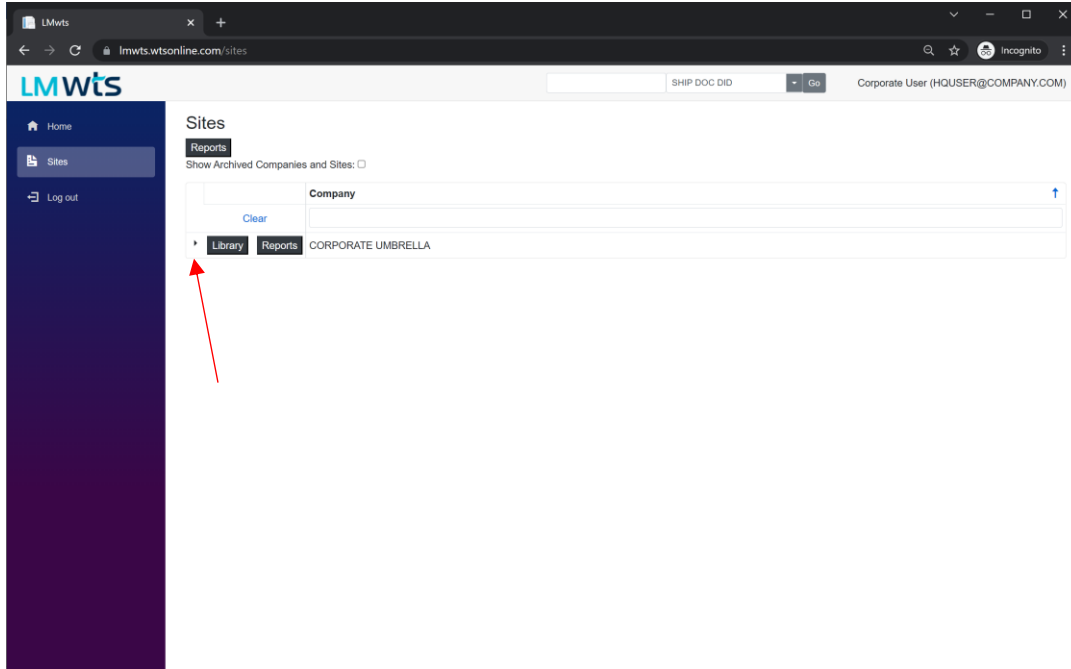 LMwts
lmwts.wtsonline.com/sites
Incognito
LMWtS
SHIP DOC DID
Go
Corporate User (HQUSER@COMPANY.COM)
Home
Sites
Log out
Sites
Reports
Show Archived Companies and Sites:
Company
Clear
Library Reports CORPORATE UMBRELLA